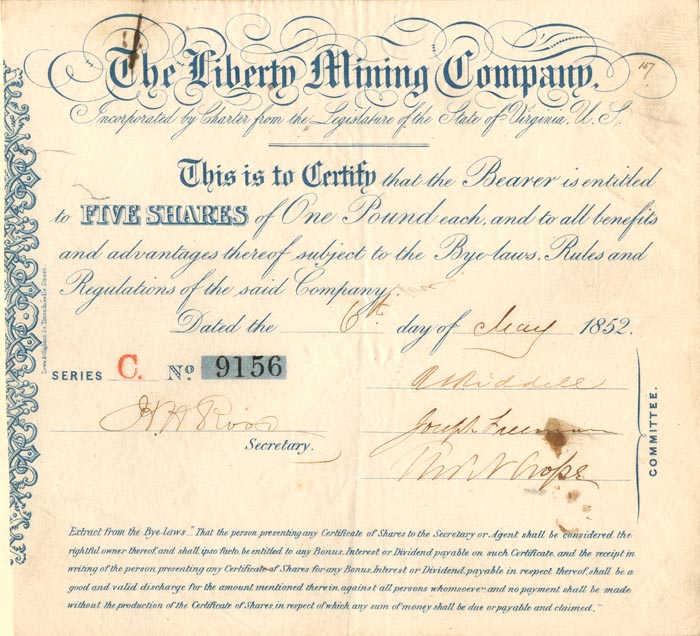 The Liberty Mining Company.
157
Incorporated by Charter from the Legislature of the State of Virginia, U.S.
This is to Certify that the Bearer is entitled
to FIVE SHARES of One Pound each, and to all benefits
and advantages thereof subject to the Bye-laws, Rules and
Regulations of the said Company.
Dated the 6th day of May 1852.
SERIES C. No. 9156
Riddell
Joseph Freeman
Secretary.
COMMITTEE.
Extract from the Bye-laws "That the person presenting any Certificate of Shares to the Secretary or Agent shall be considered the
rightful owner thereof, and shall, ipso facto, be entitled to any Bonus, Interest or Dividend payable on such Certificate, and the receipt in
writing of the person presenting any Certificate of Shares for any Bonus, Interest or Dividend, payable in respect thereof, shall be a
good and valid discharge for the amount mentioned therein, against all persons whomsoever; and no payment shall be made
without the production of the Certificate of Shares, in respect of which any sum of money shall be due or payable and claimed."